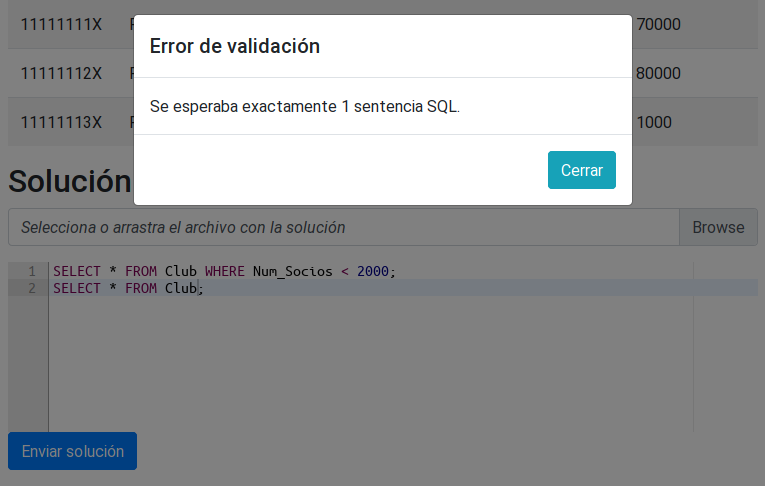 11111111X 70000
Error de validación
11111112X 80000
Se esperaba exactamente 1 sentencia SQL.
11111113X 1000
Cerrar
Solución
Selecciona o arrastra el archivo con la solución Browse
1 SELECT * FROM Club WHERE Num_Socios < 2000;
2 SELECT * FROM Club;
Enviar solución